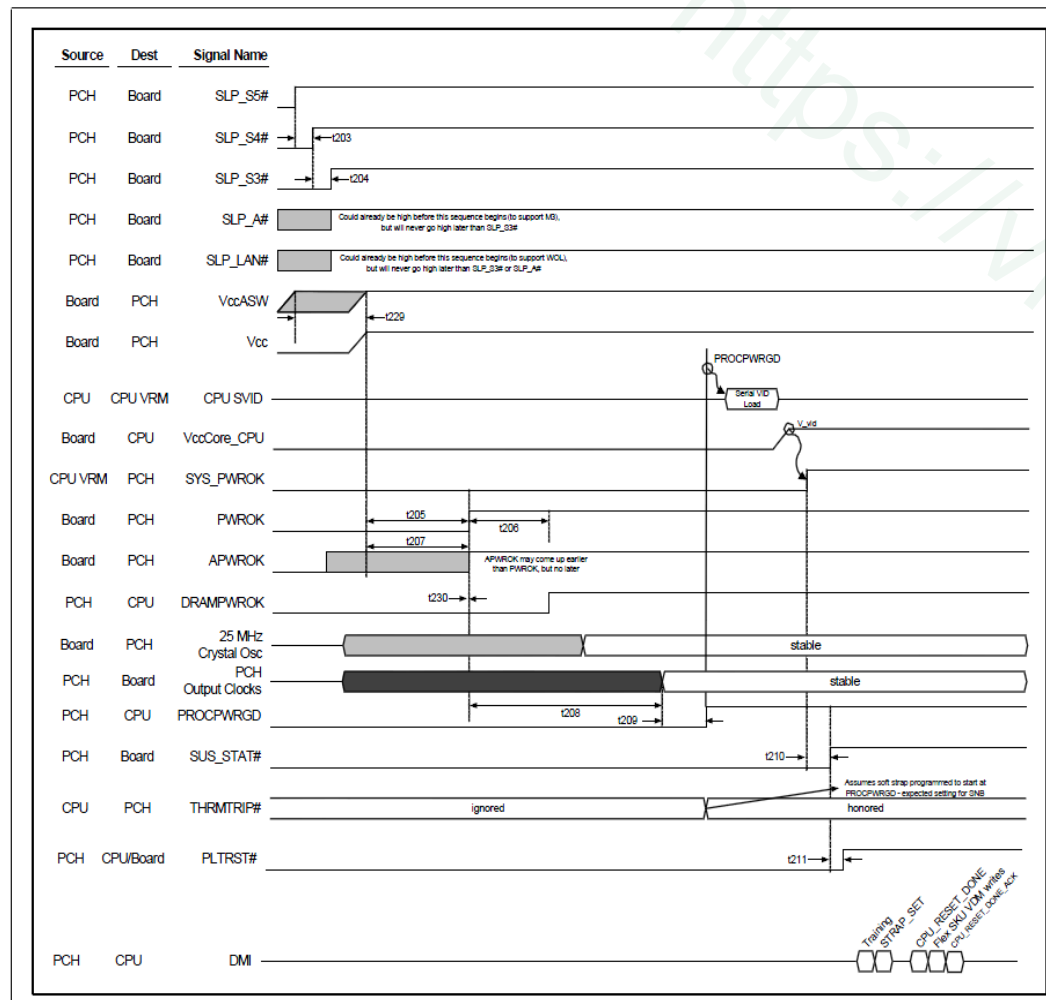 https://v
Source Dest Signal Name
PCH Board SLP_S5#
PCH Board SLP_S4# t203
PCH Board SLP_S3# t204
PCH Board SLP_A# Could already be high before this sequence begins (to support M3),
but will never go high later than SLP_S3#
PCH Board SLP_LAN# Could already be high before this sequence begins (to support WOL),
but will never go high later than SLP_S3# or SLP_A#
Board PCH VccASW
t229
Board PCH Vcc
PROCPWRGD
CPU CPU VRM CPU SVID Serial VID
Load
Board CPU VccCore_CPU V_vid
CPU VRM PCH SYS_PWROK
Board PCH PWROK t205 t206
t207
Board PCH APWROK APWROK may come up earlier
than PWROK, but no later
PCH CPU DRAMPWROK t230
Board PCH 25 MHz
Crystal Osc stable
PCH Board PCH
Output Clocks stable
PCH CPU PROCPWRGD t208 t209
PCH Board SUS_STAT# t210
Assumes soft strap programmed to start at
PROCPWRGD - expected setting for SNB
CPU PCH THRMTRIP# ignored honored
PCH CPU/Board PLTRST# t211
Training
STRAP_SET
CPU_RESET_DONE
Flex SKU VDM writes
CPU_RESET_DONE_ACK
PCH CPU DMI